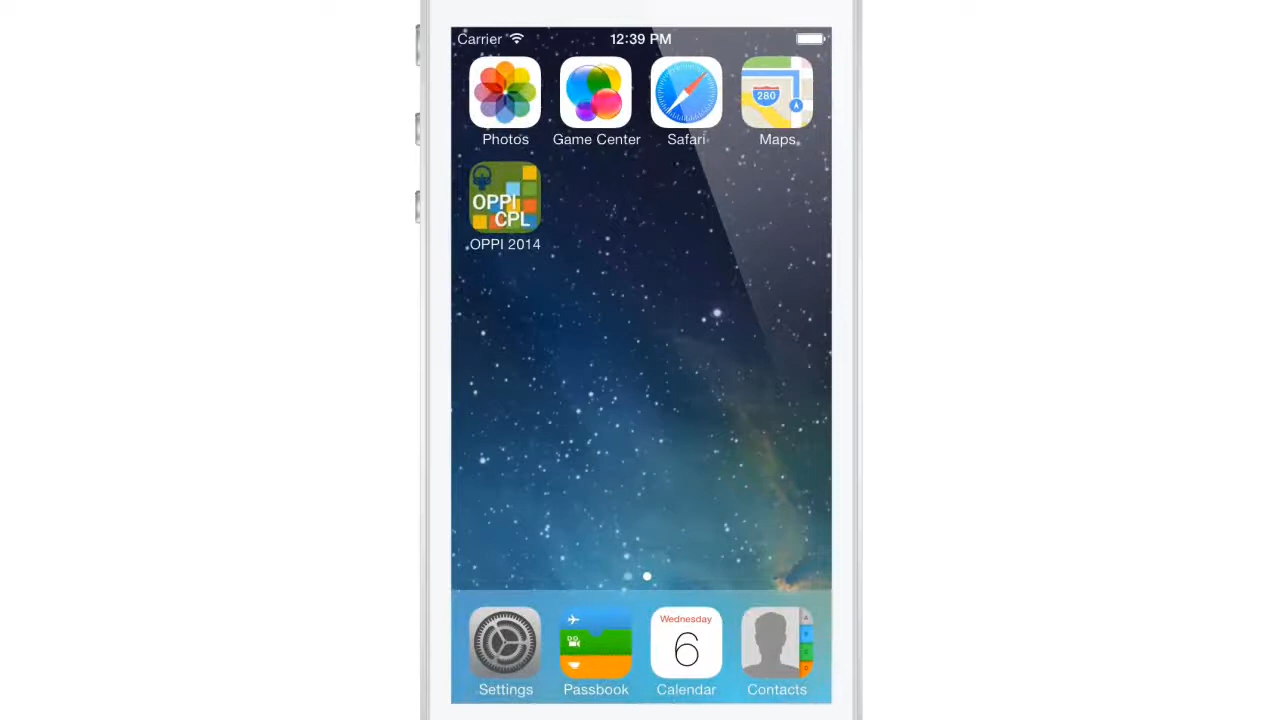 Carrier 12:39 PM
280 A
Photos Game Center Safari Maps
OPPI
CPL
OPPI 2014
Wednesday
6
A
B
C
D
Settings Passbook Calendar Contacts